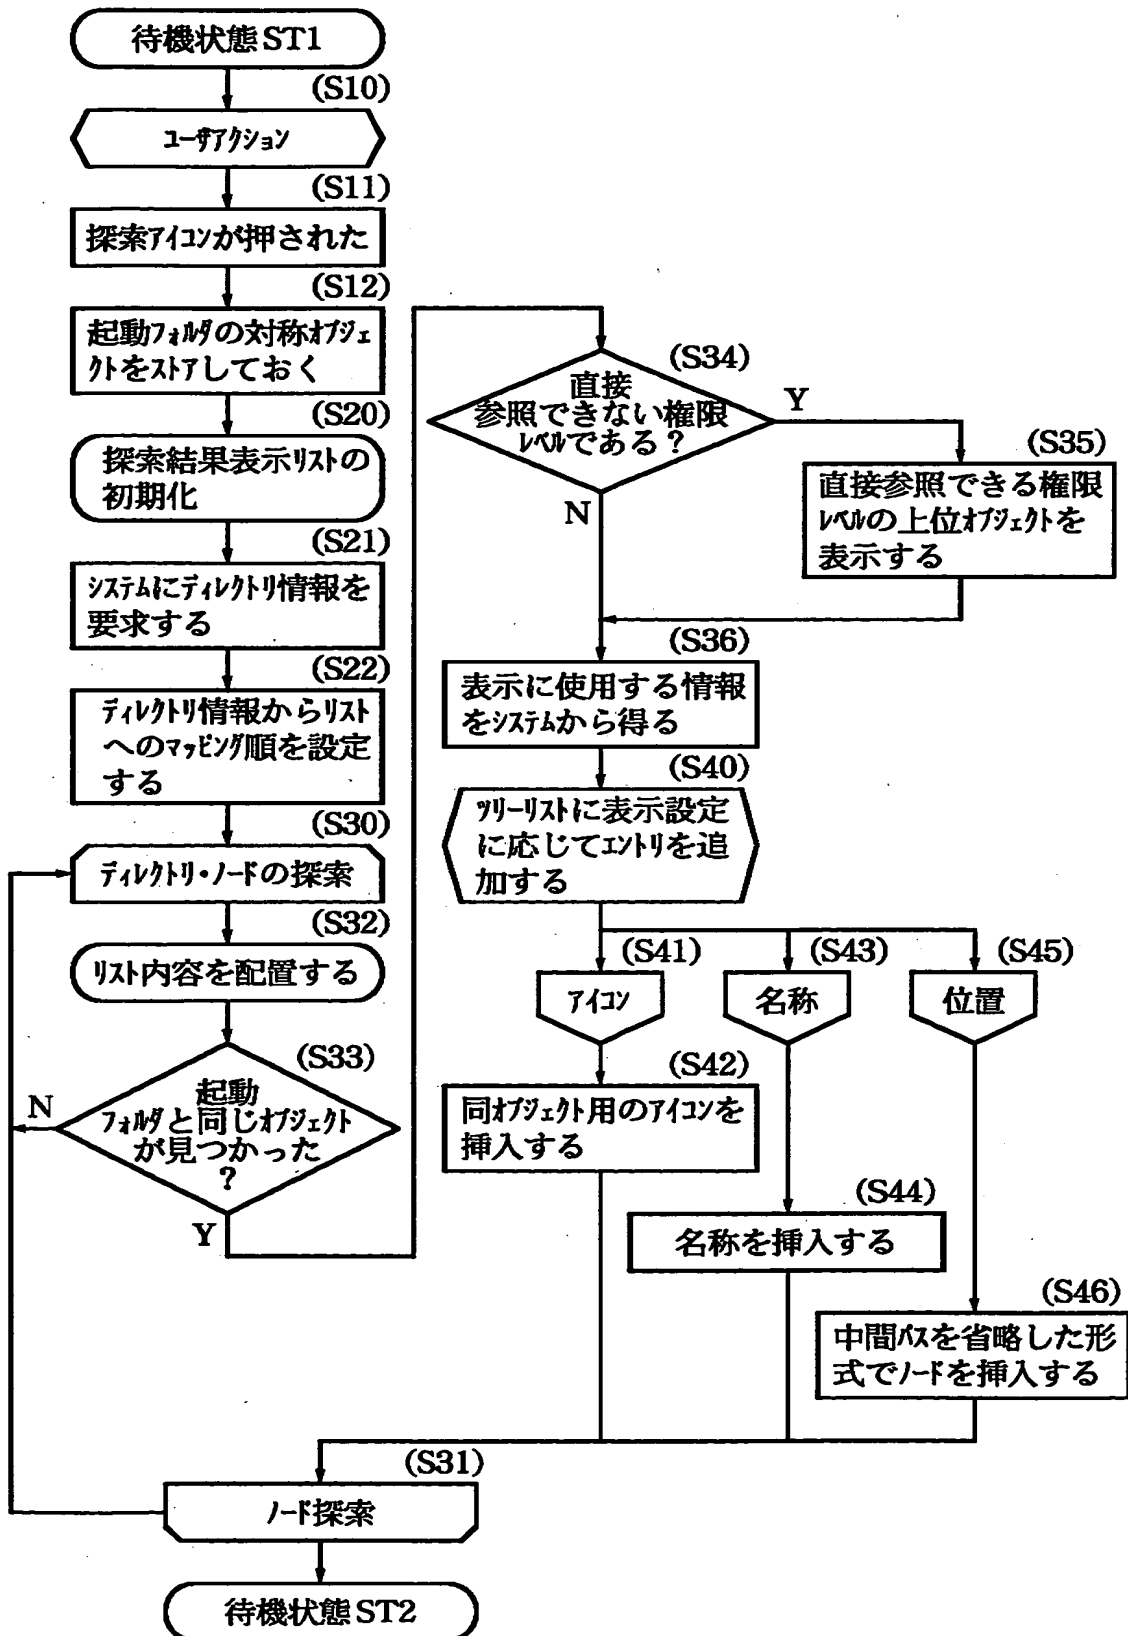 待機状態ST1
(S10)
ユーザアクション
(S11)
探索アイコンが押された
(S12)
起動フォルダの対称オブジェ
クトをストアしておく
(S20)
探索結果表示リストの
初期化
(S21)
システムにディレクトリ情報を
要求する
(S22)
ディレクトリ情報からリスト
へのマッピング順を設定
する
(S30)
ディレクトリ・ノードの探索
(S32)
リスト内容を配置する
(S33)
起動
フォルダと同じオブジェクト
が見つかった
?
N
Y
(S34)
直接
参照できない権限
レベルである?
Y
N
(S35)
直接参照できる権限
レベルの上位オブジェクトを
表示する
(S36)
表示に使用する情報
をシステムから得る
(S40)
ツリーリストに表示設定
に応じてエントリを追
加する
(S41)
アイコン
(S43)
名称
(S45)
位置
(S42)
同オブジェクト用のアイコンを
挿入する
(S44)
名称を挿入する
(S46)
中間パスを省略した形
式でノードを挿入する
(S31)
ノード探索
待機状態ST2